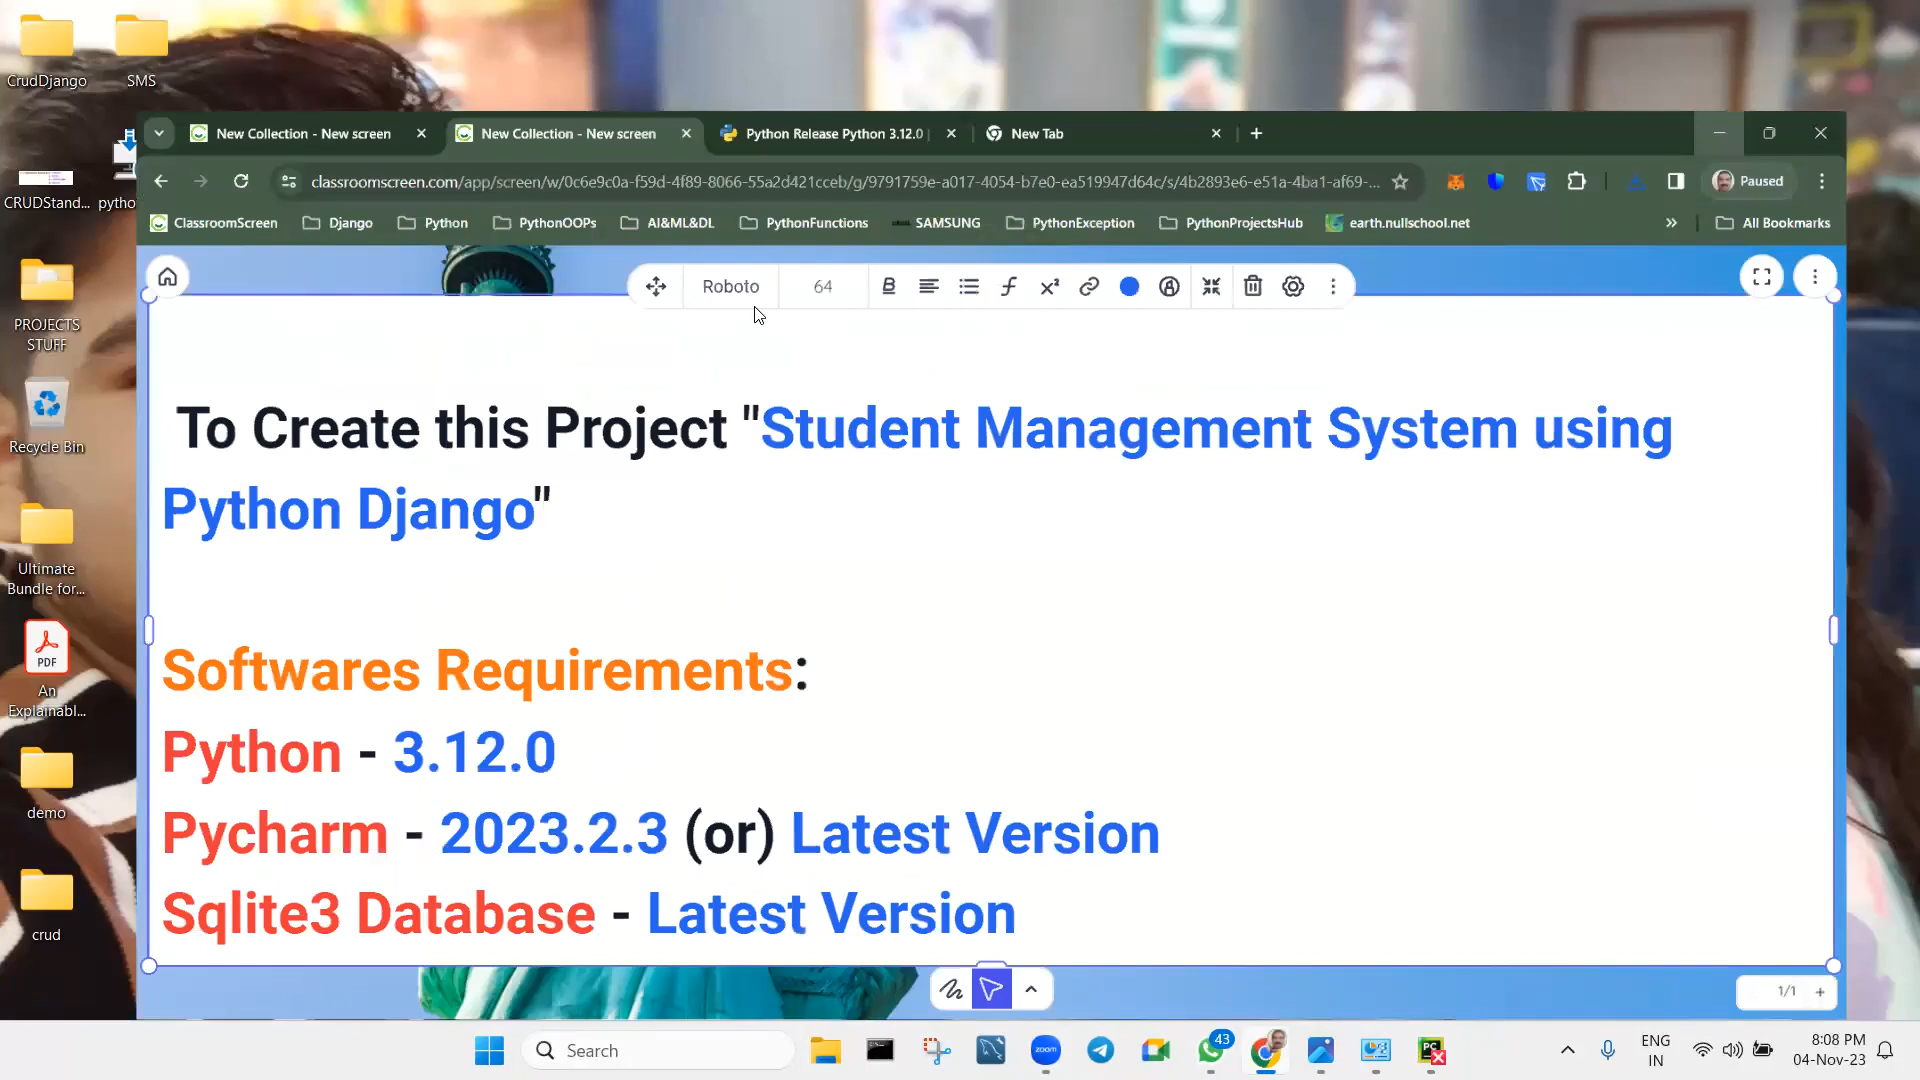 CrudDjango
SMS
CRUDStand...
pytho
PROJECTS
STUFF
Recycle Bin
Ultimate
Bundle for...
PDF
An
Explainabl...
demo
crud
New Collection - New screen
New Collection - New screen
Python Release Python 3.12.0 |
New Tab
classroomscreen.com/app/screen/w/0c6e9c0a-f59d-4f89-8066-55a2d421cceb/g/9791759e-a017-4054-b7e0-ea519947d64c/s/4b2893e6-e51a-4ba1-af69-...
Paused
ClassroomScreen
Django
Python
PythonOOPs
AI&ML&DL
PythonFunctions
SAMSUNG
PythonException
PythonProjectsHub
earth.nullschool.net
All Bookmarks
Roboto
64
To Create this Project "Student Management System using
Python Django"
Softwares Requirements:
Python - 3.12.0
Pycharm - 2023.2.3 (or) Latest Version
Sqlite3 Database - Latest Version
1/1
Search
zoom
43
PC
ENG
IN
8:08 PM
04-Nov-23